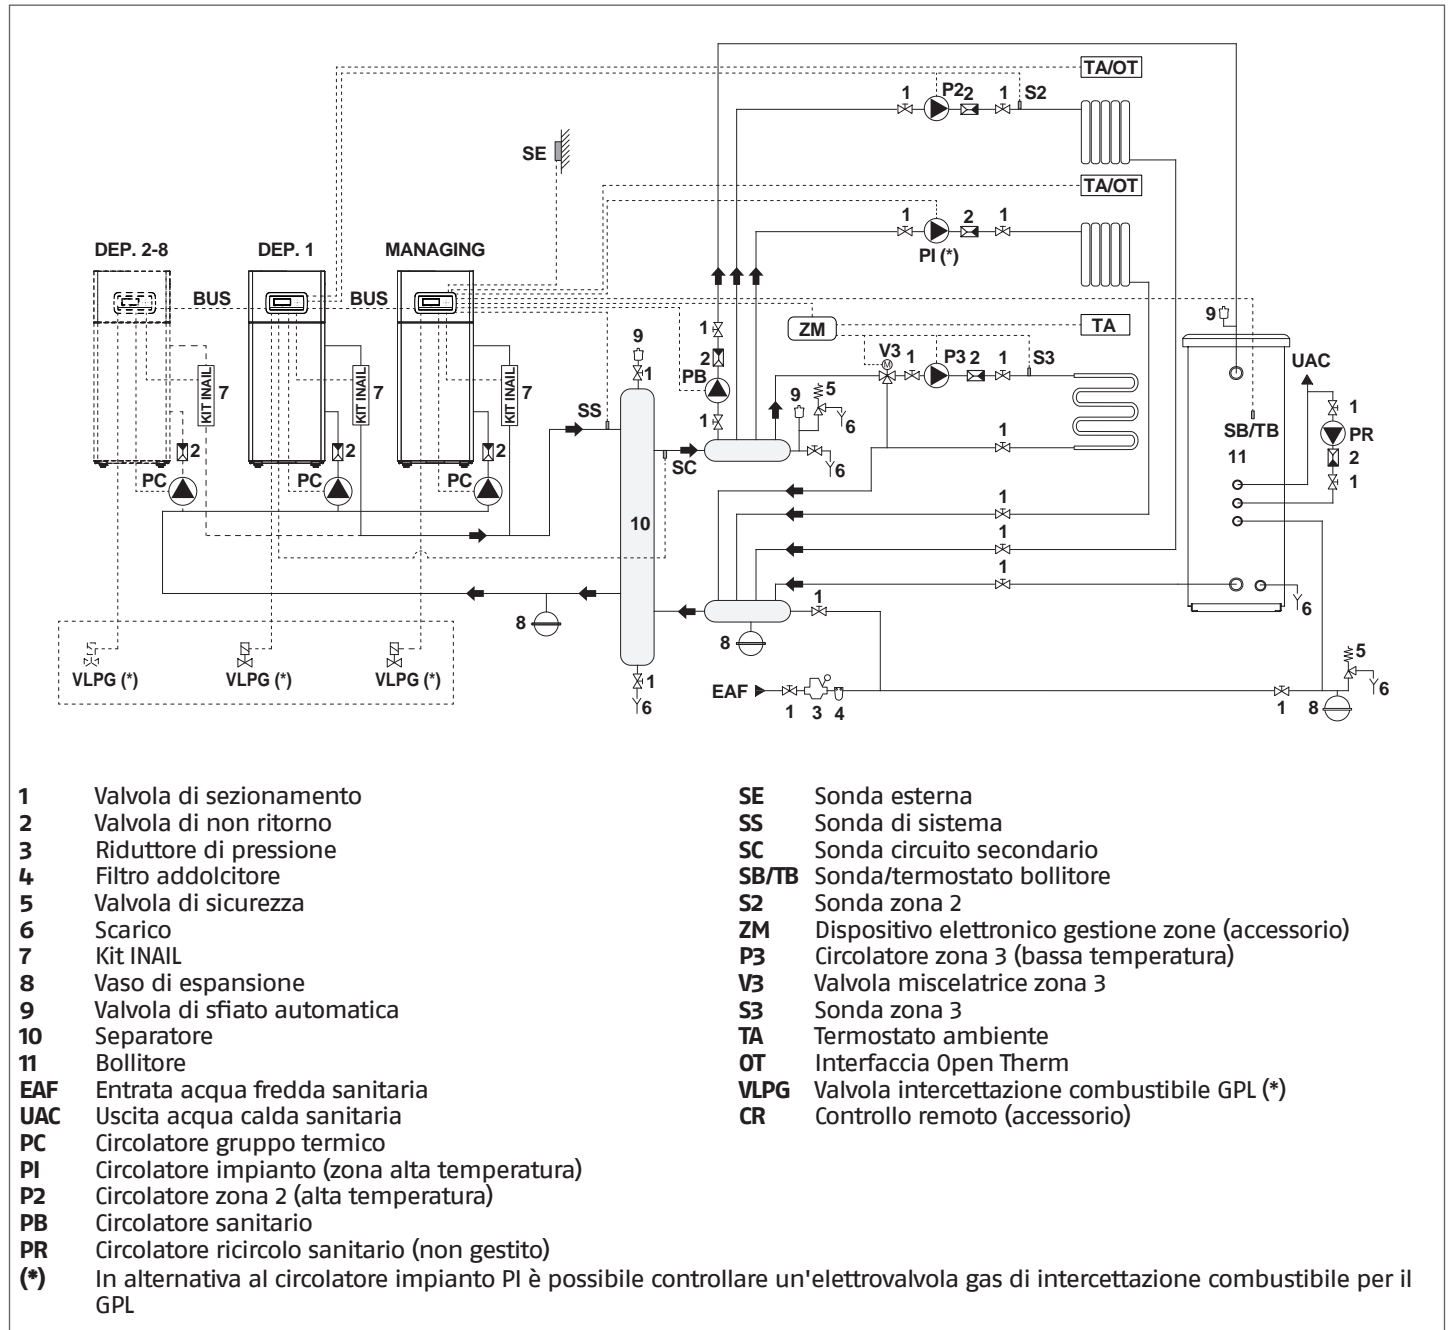 TA/OT
1
P2
2
1
S2
SE
TA/OT
1
2
1
PI (*)
DEP. 2-8
DEP. 1
MANAGING
BUS
BUS
9
ZM
TA
1
9
V3
1
P3
2
1
S3
UAC
2
1
PB
KIT INAIL
7
KIT INAIL
7
KIT INAIL
7
9
5
1
SS
1
6
SB/TB
PR
2
2
2
SC
6
1
11
2
PC
PC
PC
1
1
10
1
1
8
1
6
8
VLPG (*)
VLPG (*)
VLPG (*)
1
6
EAF
1
3
4
1
8
5
6
1 Valvola di sezionamento
2 Valvola di non ritorno
3 Riduttore di pressione
4 Filtro addolcitore
5 Valvola di sicurezza
6 Scarico
7 Kit INAIL
8 Vaso di espansione
9 Valvola di sfiato automatica
10 Separatore
11 Bollitore
EAF Entrata acqua fredda sanitaria
UAC Uscita acqua calda sanitaria
PC Circolatore gruppo termico
PI Circolatore impianto (zona alta temperatura)
P2 Circolatore zona 2 (alta temperatura)
PB Circolatore sanitario
PR Circolatore ricircolo sanitario (non gestito)
(*) In alternativa al circolatore impianto PI è possibile controllare un'elettrovalvola gas di intercettazione combustibile per il
GPL
SE Sonda esterna
SS Sonda di sistema
SC Sonda circuito secondario
SB/TB Sonda/termostato bollitore
S2 Sonda zona 2
ZM Dispositivo elettronico gestione zone (accessorio)
P3 Circolatore zona 3 (bassa temperatura)
V3 Valvola miscelatrice zona 3
S3 Sonda zona 3
TA Termostato ambiente
OT Interfaccia Open Therm
VLPG Valvola intercettazione combustibile GPL (*)
CR Controllo remoto (accessorio)